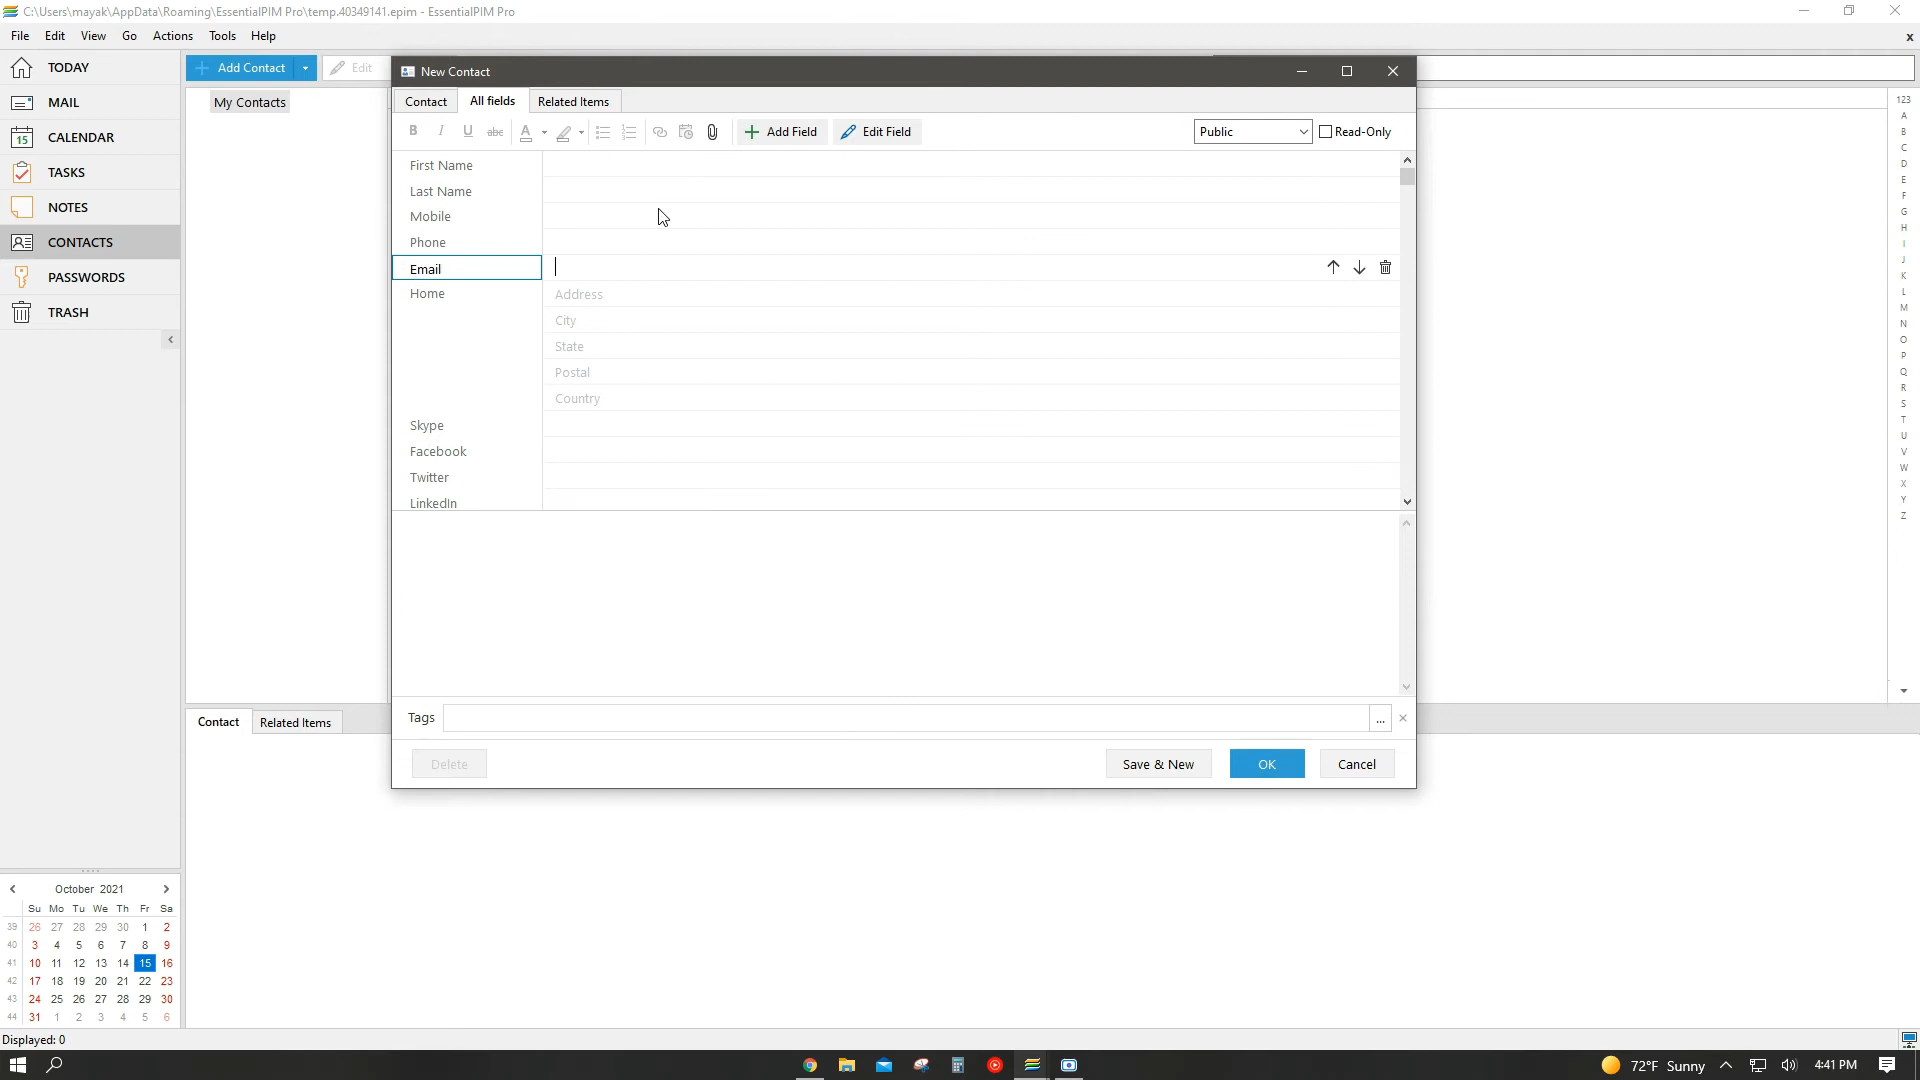 C:\Users\mayak\AppData\Roaming\EssentialPIM Pro\temp.40349141.epim - EssentialPIM Pro
File Edit View Go Actions Tools Help x
TODAY
MAIL
15 CALENDAR
TASKS
NOTES
CONTACTS
PASSWORDS
TRASH
Add Contact Edit
My Contacts
New Contact
Contact All fields Related Items
B I U abc A Add Field Edit Field Public Read-Only
First Name
Last Name
Mobile
Phone
Email
Home Address
City
State
Postal
Country
Skype
Facebook
Twitter
LinkedIn
Tags ...
Delete Save & New OK Cancel
123
A
B
C
D
E
F
G
H
I
J
K
L
M
N
O
P
Q
R
S
T
U
V
W
X
Y
Z
Contact Related Items
October 2021
Su Mo Tu We Th Fr Sa
39 26 27 28 29 30 1 2
40 3 4 5 6 7 8 9
41 10 11 12 13 14 15 16
42 17 18 19 20 21 22 23
43 24 25 26 27 28 29 30
44 31 1 2 3 4 5 6
Displayed: 0
72°F Sunny 4:41 PM